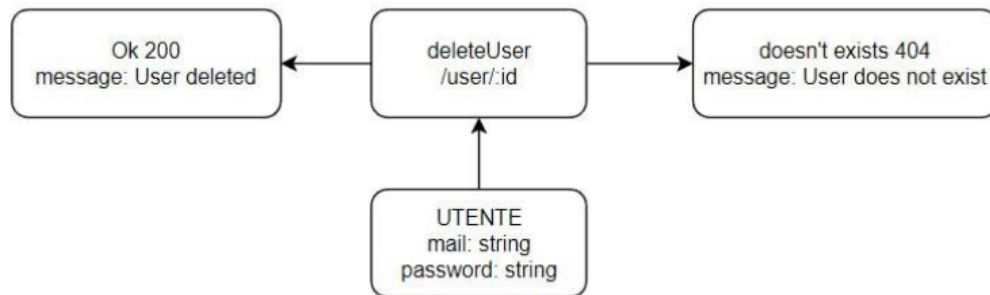 Ok 200
message: User deleted
deleteUser
/user/:id
doesn't exists 404
message: User does not exist
UTENTE
mail: string
password: string